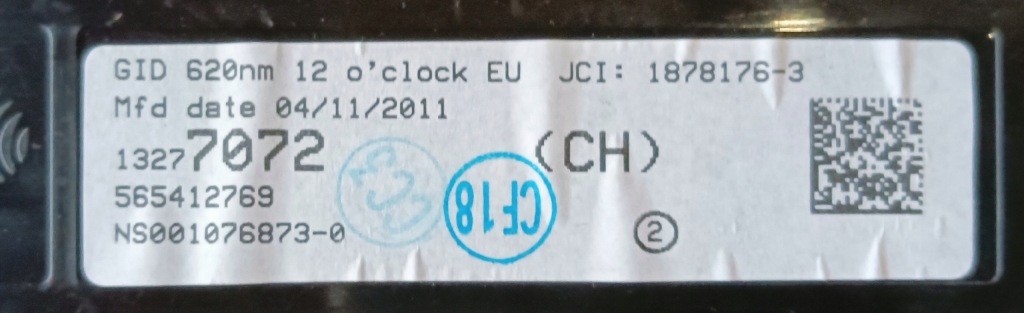 GID 620nm 12 o'clock EU JCI: 1878176-3
Mfd date 04/11/2011
13277072 (CH)
565412769
NS001076873-0
CF18
2